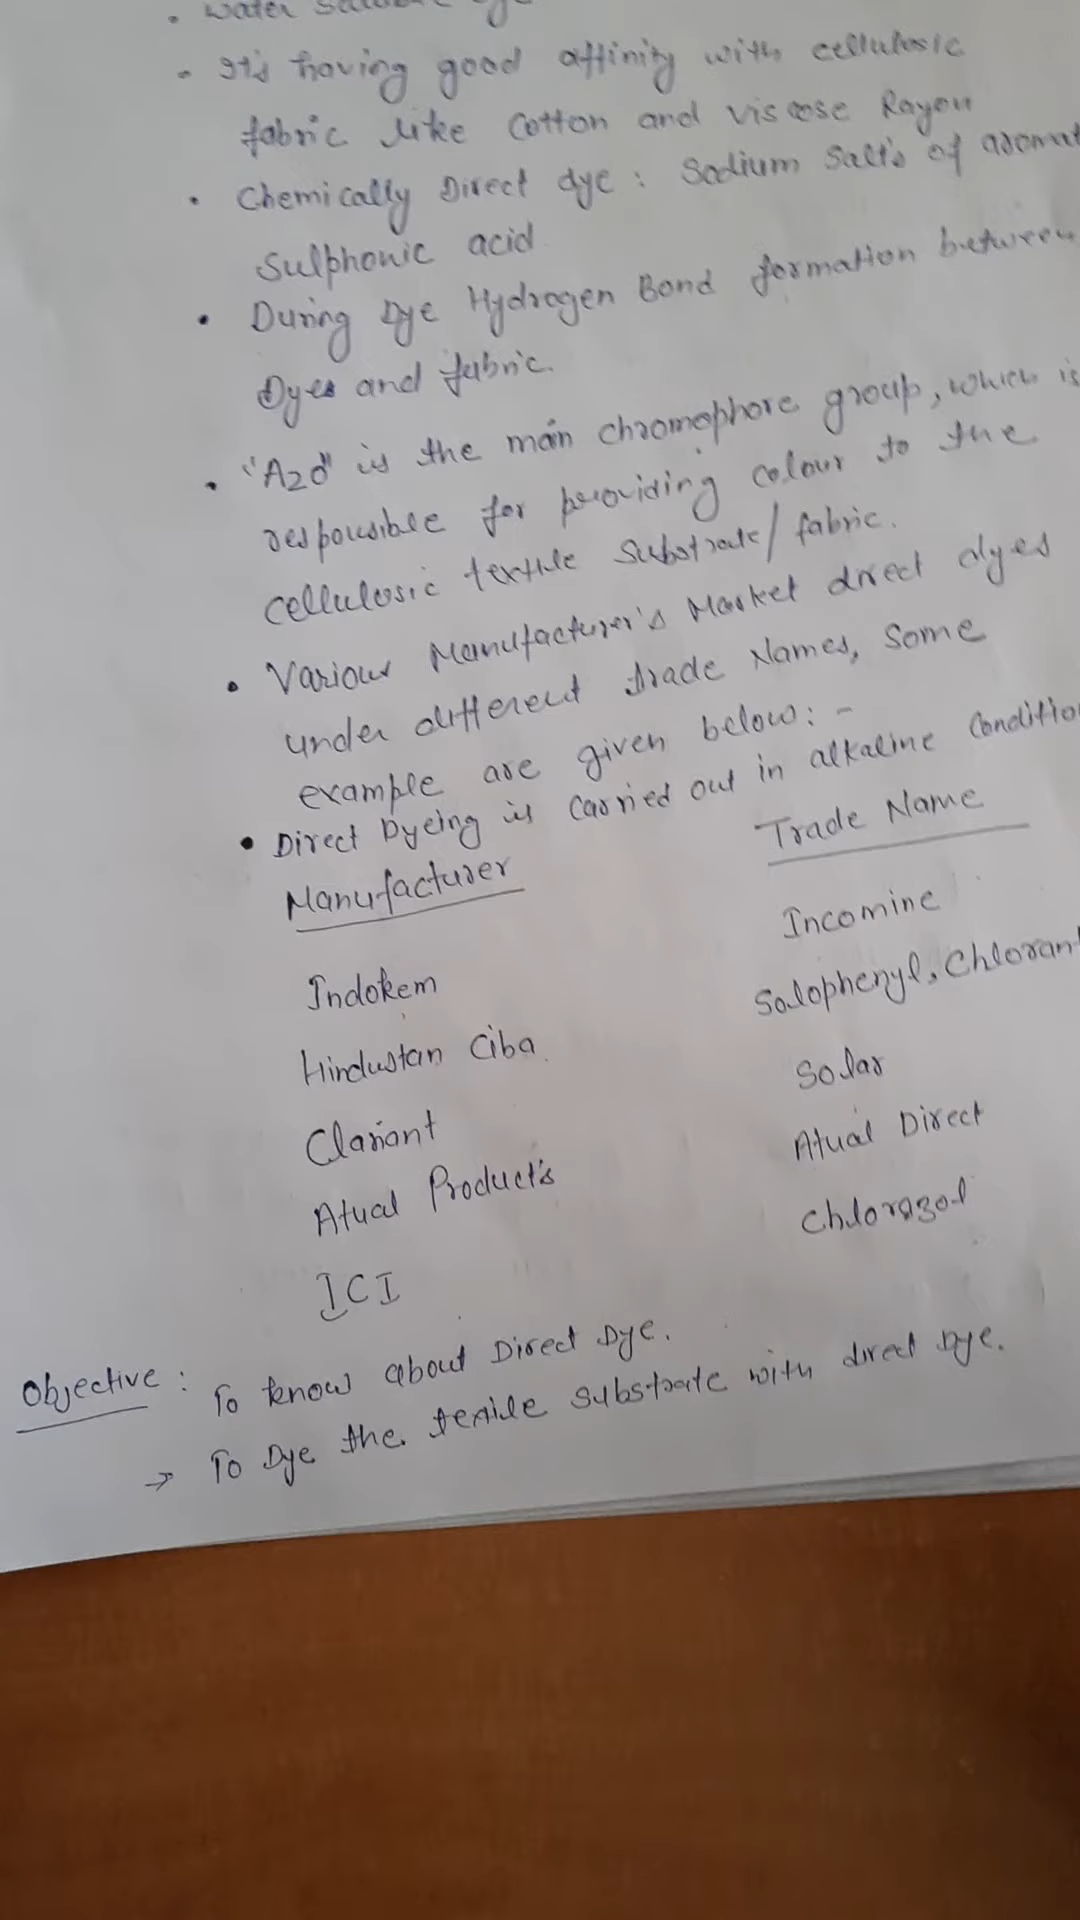 • Water
• It's having good affinity with cellulosic
fabric like Cotton and viscose Rayon
• Chemically Direct dye : Sodium Salt's of aromat
Sulphonic acid
• During Dye Hydrogen Bond formation between
Dyes and fabric.
• "Azo" is the main chromophore group, which is
responsible for providing colour to the
cellulosic textile substrate/fabric.
• Various Manufacturer's Market direct dyes
under different trade Names, some
example are given below: -
• Direct Dyeing is carried out in alkaline Conditio
Manufacturer Trade Name
Indokem Incomine
Hindustan Ciba Solophenyl, Chlorant
Clariant Solar
Atual Product's Atual Direct
ICI Chlorazol
Objective : To know about Direct Dye.
→ To Dye the textile substrate with direct Dye.